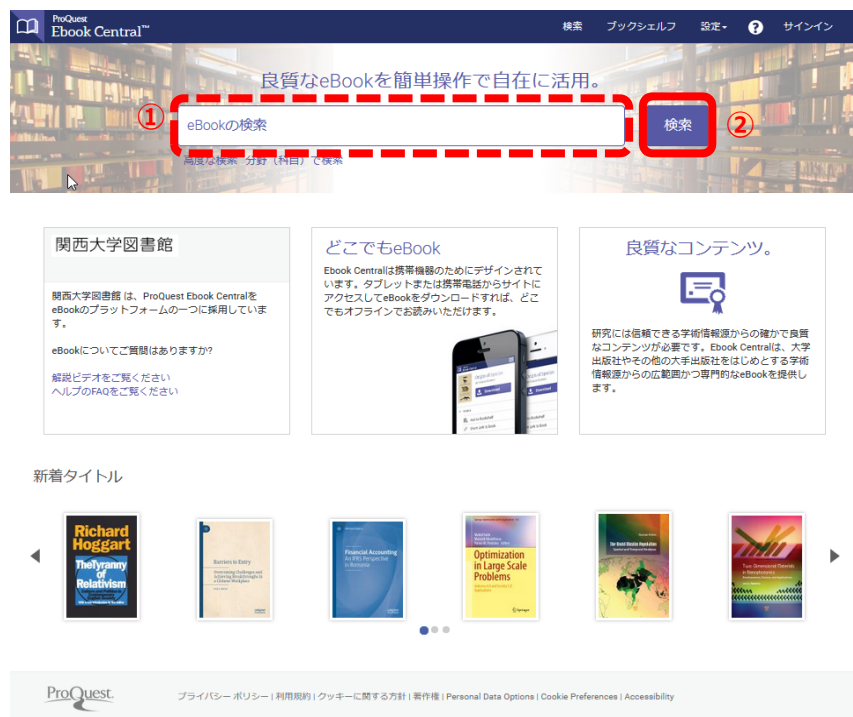 ProQuest
Ebook Central™
検索 ブックシェルフ 設定 サインイン
良質なeBookを簡単操作で自在に活用。
①
eBookの検索
検索
②
高度な検索 分野（科目）で検索
関西大学図書館
関西大学図書館 は、ProQuest Ebook Centralを
eBookのプラットフォームの一つに採用していま
す。
eBookについてご質問はありますか?
解説ビデオをご覧ください
ヘルプのFAQをご覧ください
どこでもeBook
Ebook Centralは携帯機器のためにデザインされて
います。タブレットまたは携帯電話からサイトに
アクセスしてeBookをダウンロードすれば、どこ
でもオフラインでお読みいただけます。
良質なコンテンツ。
研究には信頼できる学術情報源からの確かで良質
なコンテンツが必要です。Ebook Centralは、大学
出版社やその他の大手出版社をはじめとする学術
情報源からの広範囲かつ専門的なeBookを提供し
ます。
新着タイトル
Richard
Hoggart
TheTyranny
of
Relativism
Barriers to Entry
Overcoming Challenges and
Achieving Breakthroughs in
a Chinese Workplace
Financial Accounting
An IFRS Perspective
in Romania
Optimization
in Large Scale
Problems
Springer
Two-Dimensional Materials
ProQuest.
プライバシー ポリシー | 利用規約 | クッキーに関する方針 | 著作権 | Personal Data Options | Cookie Preferences | Accessibility